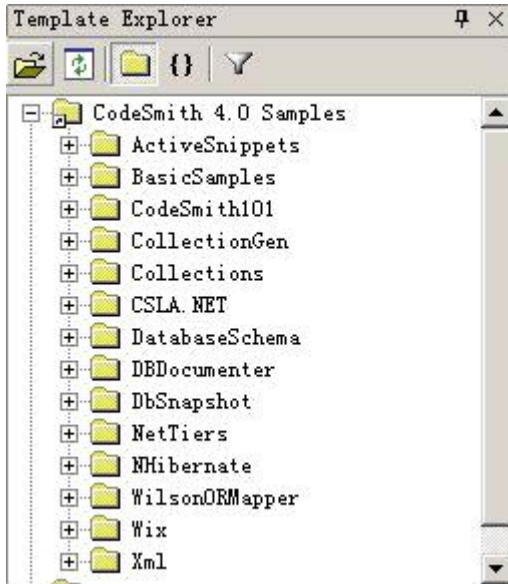 Template Explorer
{}
CodeSmith 4.0 Samples
ActiveSnippets
BasicSamples
CodeSmith101
CollectionGen
Collections
CSLA.NET
DatabaseSchema
DBDocumenter
DbSnapshot
NetTiers
NHibernate
WilsonORMapper
Wix
Xml